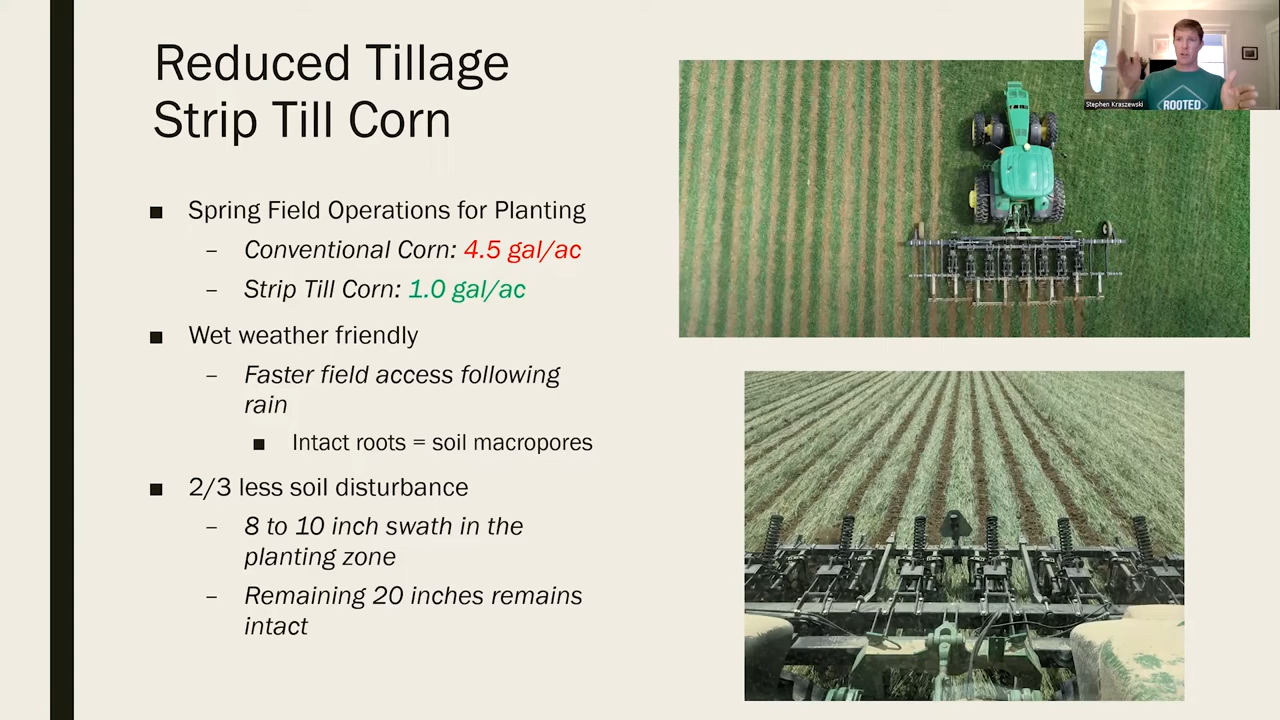 Reduced Tillage
Strip Till Corn
■ Spring Field Operations for Planting
– Conventional Corn: 4.5 gal/ac
– Strip Till Corn: 1.0 gal/ac
■ Wet weather friendly
– Faster field access following
rain
■ Intact roots = soil macropores
■ 2/3 less soil disturbance
– 8 to 10 inch swath in the
planting zone
– Remaining 20 inches remains
intact
Stephen Kraszewski
ROOTED